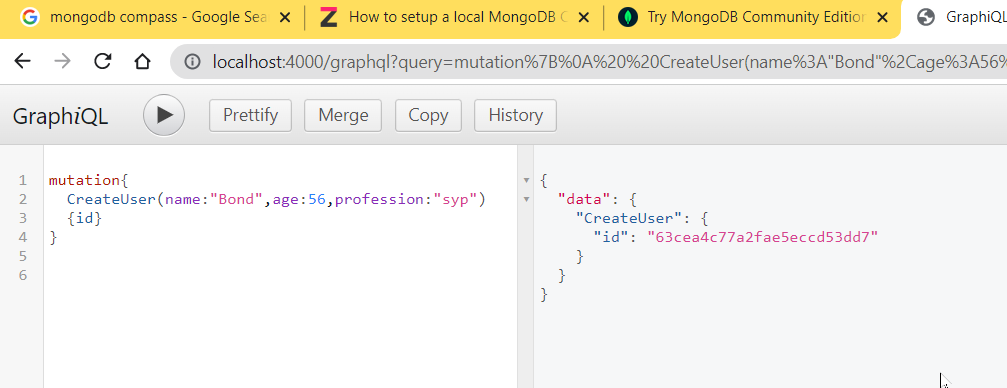 mongodb compass - Google Sea
How to setup a local MongoDB C
Try MongoDB Community Edition
GraphiQL
localhost:4000/graphql?query=mutation%7B%0A%20%20CreateUser(name%3A"Bond"%2Cage%3A56%
GraphiQL
Prettify
Merge
Copy
History
1 mutation{
2 CreateUser(name:"Bond",age:56,profession:"syp")
3 {id}
4 }
5
6
{
"data": {
"CreateUser": {
"id": "63cea4c77a2fae5eccd53dd7"
}
}
}